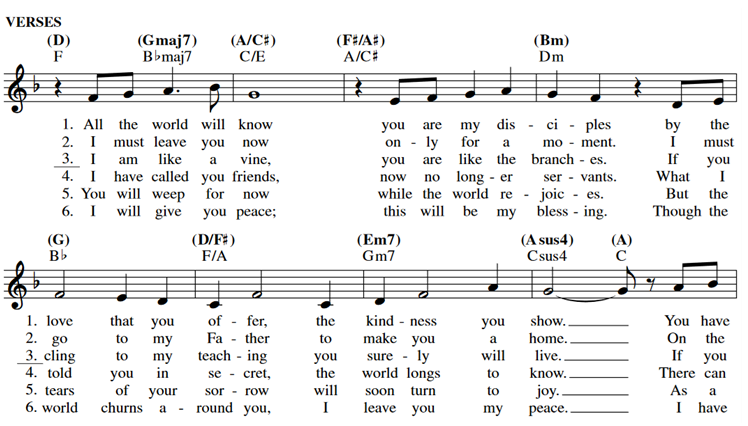 VERSES
(D) (Gmaj7) (A/C♯) (F♯/A♯) (Bm)
F B♭maj7 C/E A/C♯ Dm
1. All the world will know you are my dis - ci - ples by the
2. I must leave you now on - ly for a mo - ment. I must
3. I am like a vine, you are like the branch - es. If you
4. I have called you friends, now no long - er ser - vants. What I
5. You will weep for now while the world re - joic - es. But the
6. I will give you peace; this will be my bless - ing. Though the
(G) (D/F♯) (Em7) (A sus4) (A)
B♭ F/A Gm7 C sus4 C
1. love that you of - fer, the kind - ness you show. You have
2. go to my Fa - ther to make you a home. On the
3. cling to my teach - ing you sure - ly will live. If you
4. told you in se - cret, the world longs to know. There can
5. tears of your sor - row will soon turn to joy. As a
6. world churns a - round you, I leave you my peace. I have